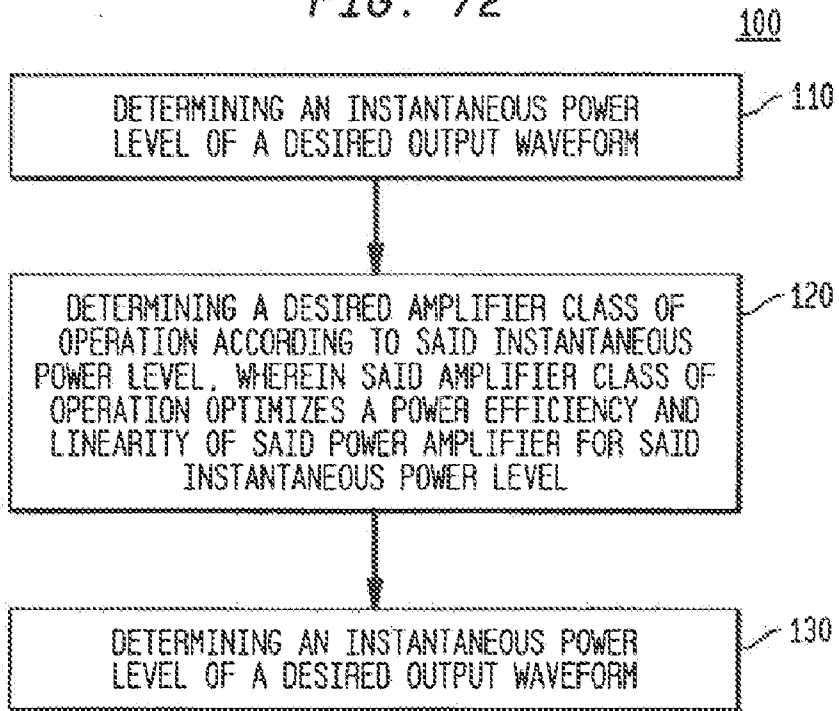 FIG. 72
100
DETERMINING AN INSTANTANEOUS POWER
LEVEL OF A DESIRED OUTPUT WAVEFORM
110
DETERMINING A DESIRED AMPLIFIER CLASS OF
OPERATION ACCORDING TO SAID INSTANTANEOUS
POWER LEVEL, WHEREIN SAID AMPLIFIER CLASS OF
OPERATION OPTIMIZES A POWER EFFICIENCY AND
LINEARITY OF SAID POWER AMPLIFIER FOR SAID
INSTANTANEOUS POWER LEVEL
120
DETERMINING AN INSTANTANEOUS POWER
LEVEL OF A DESIRED OUTPUT WAVEFORM
130